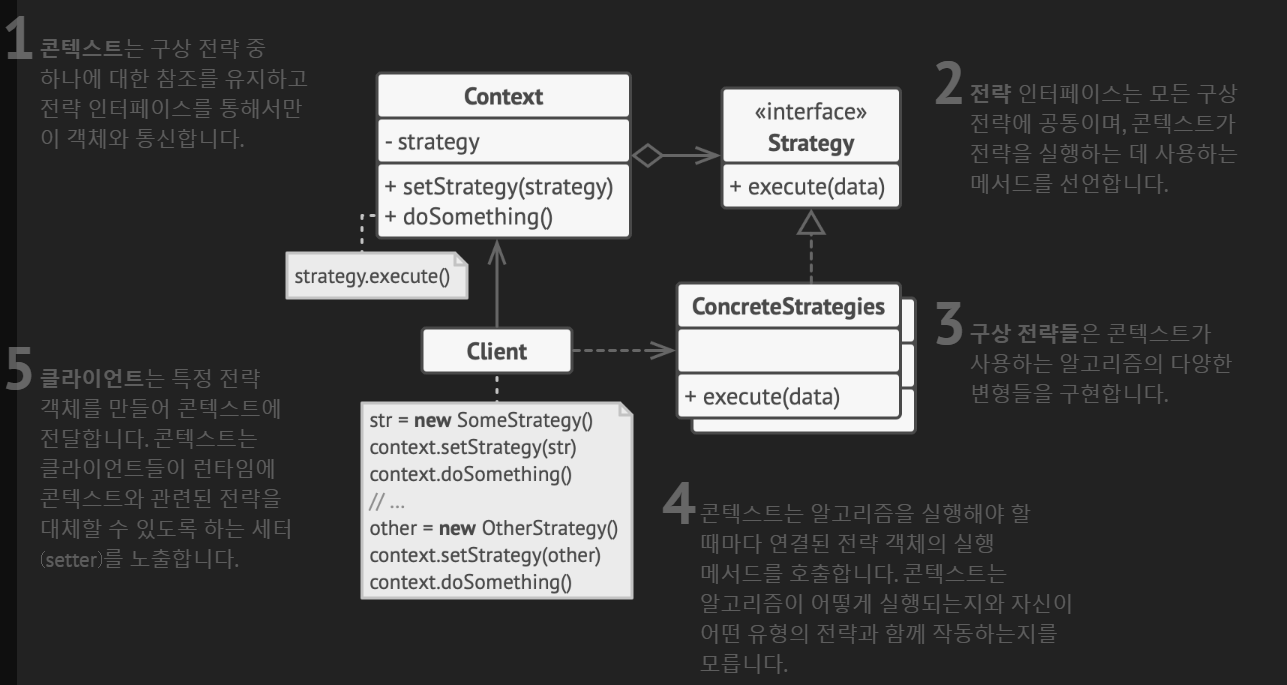 1
콘텍스트는 구상 전략 중
하나에 대한 참조를 유지하고
전략 인터페이스를 통해서만
이 객체와 통신합니다.
Context
- strategy
+ setStrategy(strategy)
+ doSomething()
strategy.execute()
«interface»
Strategy
+ execute(data)
2
전략 인터페이스는 모든 구상
전략에 공통이며, 콘텍스트가
전략을 실행하는 데 사용하는
메서드를 선언합니다.
ConcreteStrategies
+ execute(data)
3
구상 전략들은 콘텍스트가
사용하는 알고리즘의 다양한
변형들을 구현합니다.
Client
5
클라이언트는 특정 전략
객체를 만들어 콘텍스트에
전달합니다. 콘텍스트는
클라이언트들이 런타임에
콘텍스트와 관련된 전략을
대체할 수 있도록 하는 세터
(setter)를 노출합니다.
str = new SomeStrategy()
context.setStrategy(str)
context.doSomething()
// ...
other = new OtherStrategy()
context.setStrategy(other)
context.doSomething()
4
콘텍스트는 알고리즘을 실행해야 할
때마다 연결된 전략 객체의 실행
메서드를 호출합니다. 콘텍스트는
알고리즘이 어떻게 실행되는지와 자신이
어떤 유형의 전략과 함께 작동하는지를
모릅니다.